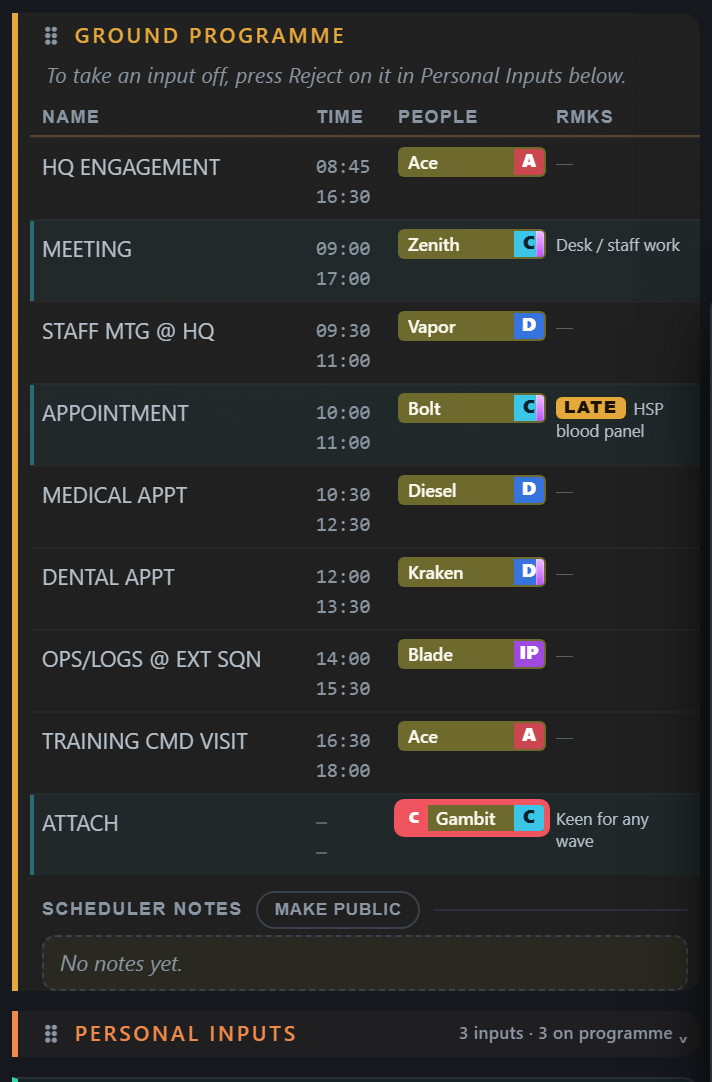 GROUND PROGRAMME
To take an input off, press Reject on it in Personal Inputs below.
NAME TIME PEOPLE RMKS
HQ ENGAGEMENT 08:45 Ace A —
16:30
MEETING 09:00 Zenith C Desk / staff work
17:00
STAFF MTG @ HQ 09:30 Vapor D —
11:00
APPOINTMENT 10:00 Bolt C LATE HSP
11:00 blood panel
MEDICAL APPT 10:30 Diesel D —
12:30
DENTAL APPT 12:00 Kraken D —
13:30
OPS/LOGS @ EXT SQN 14:00 Blade IP —
15:30
TRAINING CMD VISIT 16:30 Ace A —
18:00
ATTACH — C Gambit C Keen for any
— wave
SCHEDULER NOTES MAKE PUBLIC
No notes yet.
PERSONAL INPUTS 3 inputs · 3 on programme